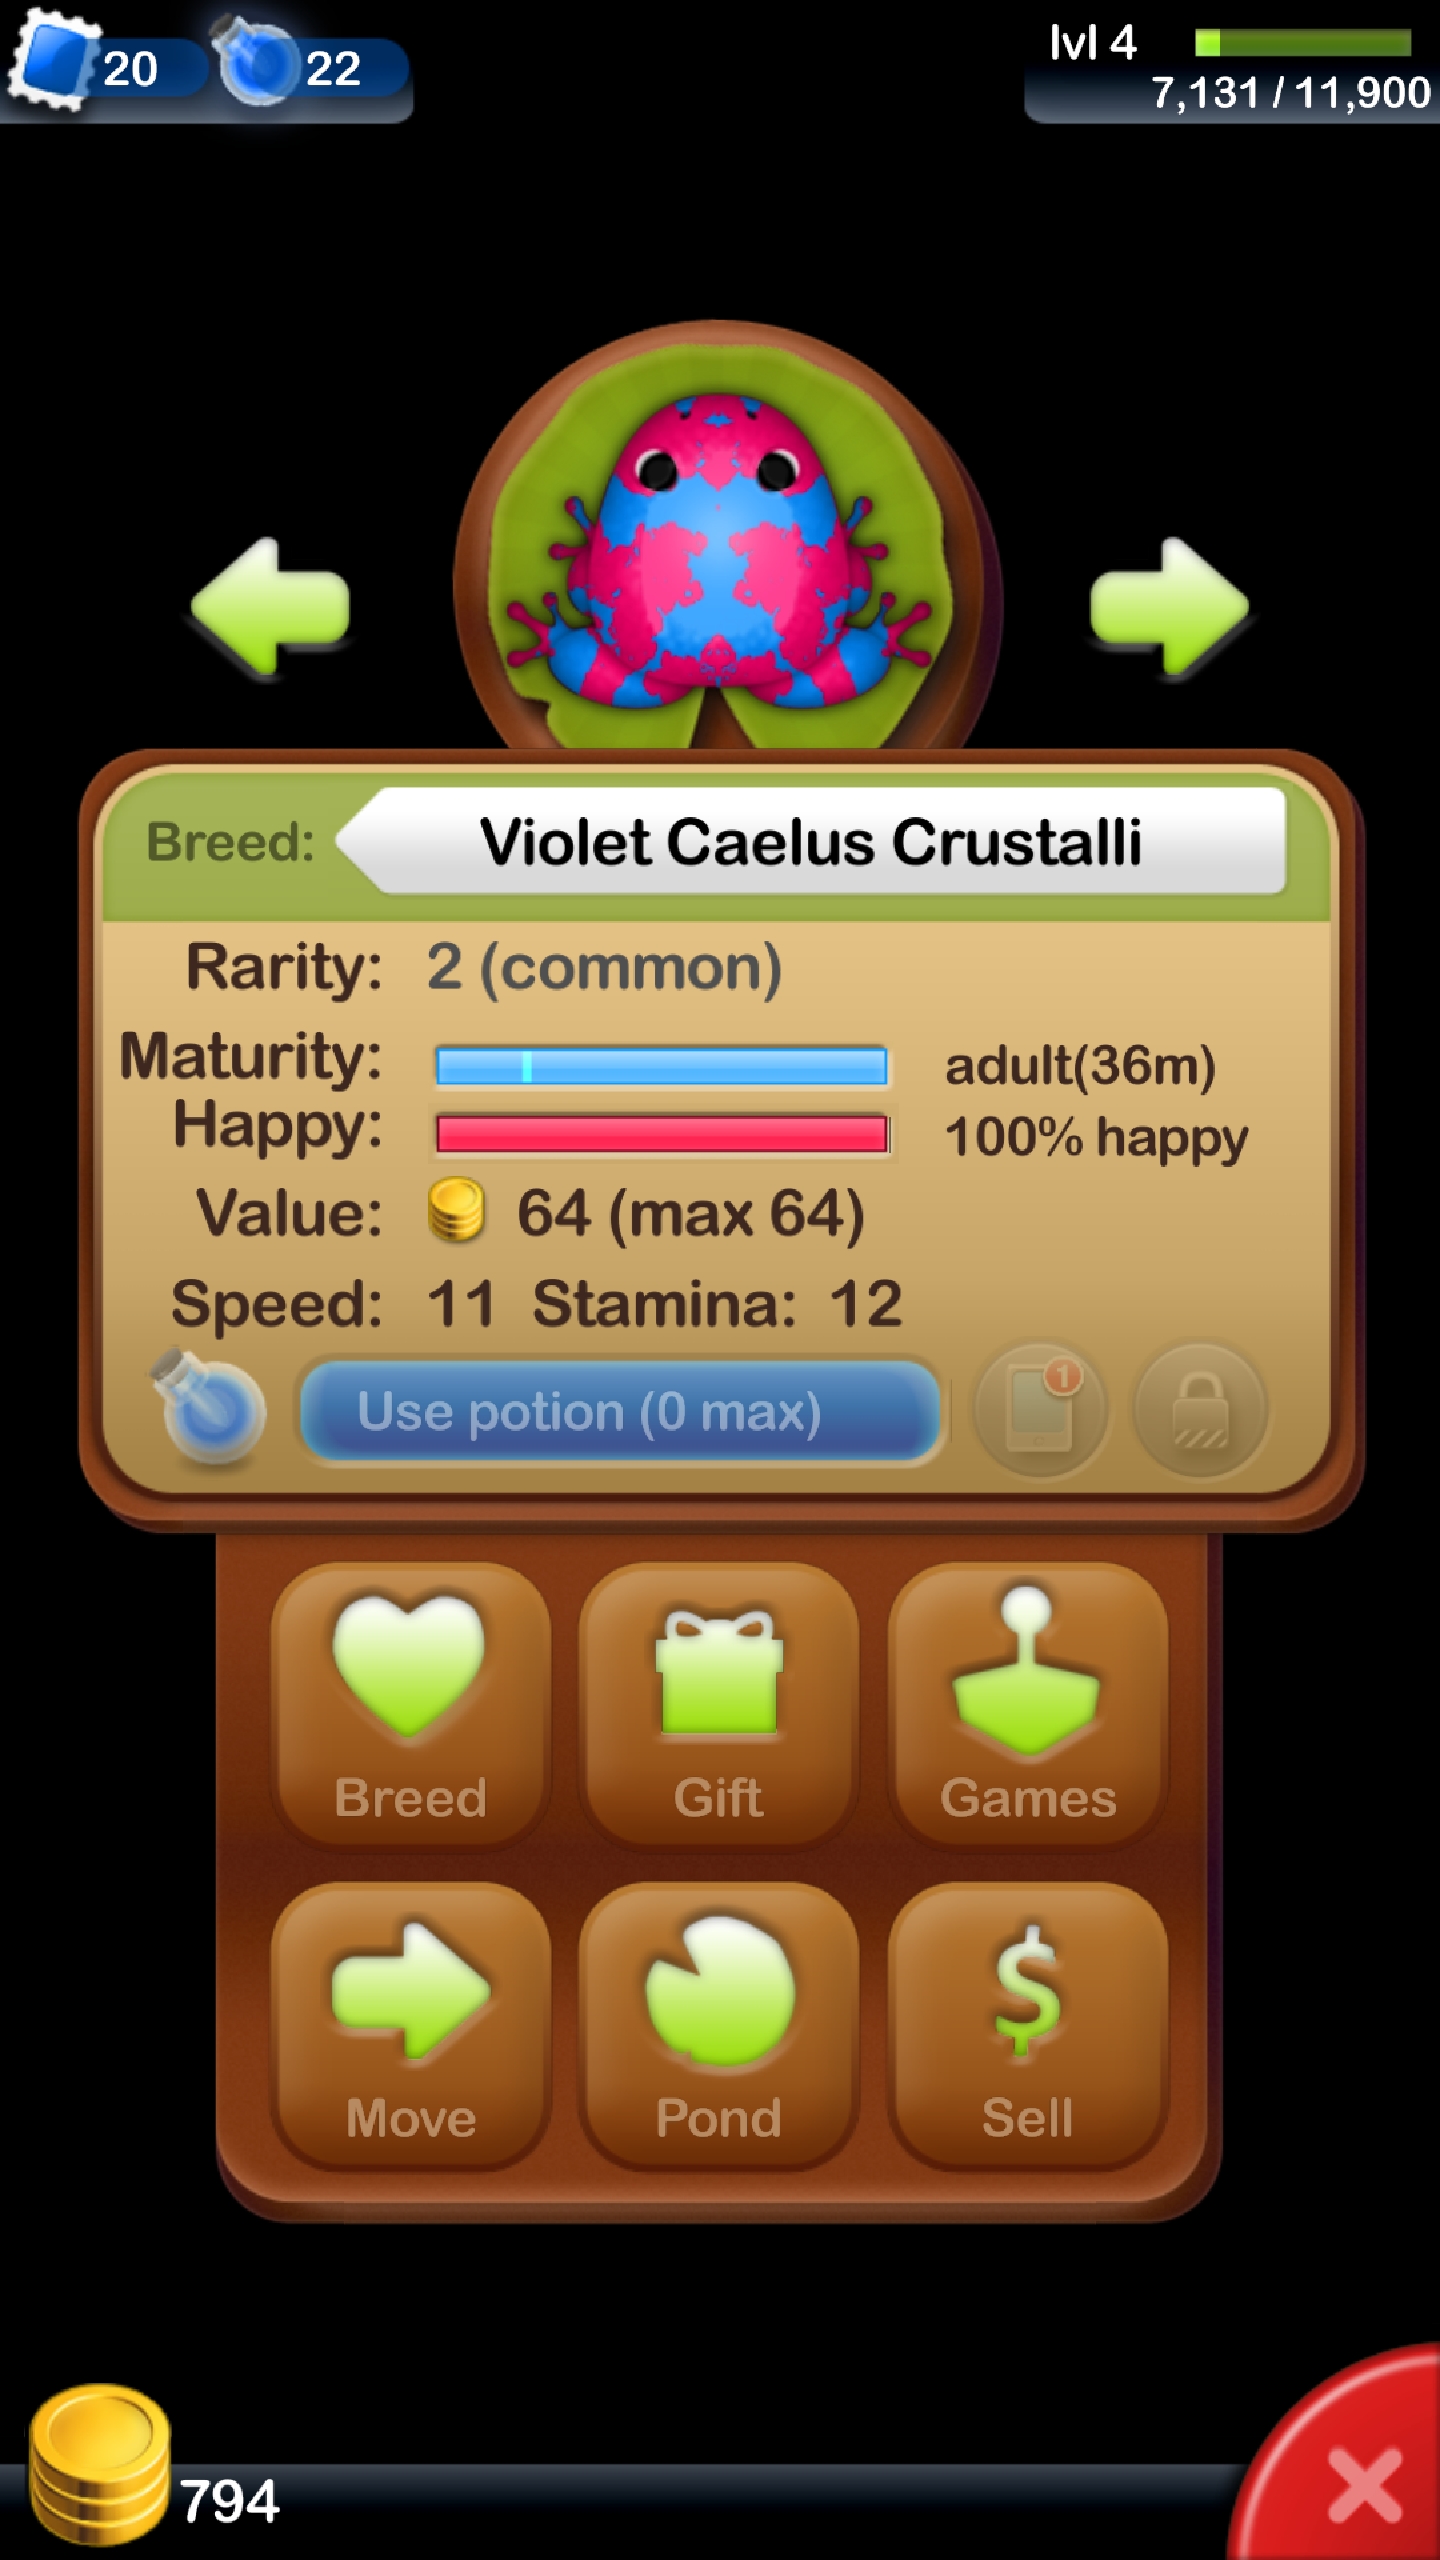 20
22
lvl 4
7,131 / 11,900
Breed: Violet Caelus Crustalli
Rarity: 2 (common)
Maturity: adult(36m)
Happy: 100% happy
Value: 64 (max 64)
Speed: 11 Stamina: 12
Use potion (0 max)
1
Breed Gift Games
Move Pond Sell
794